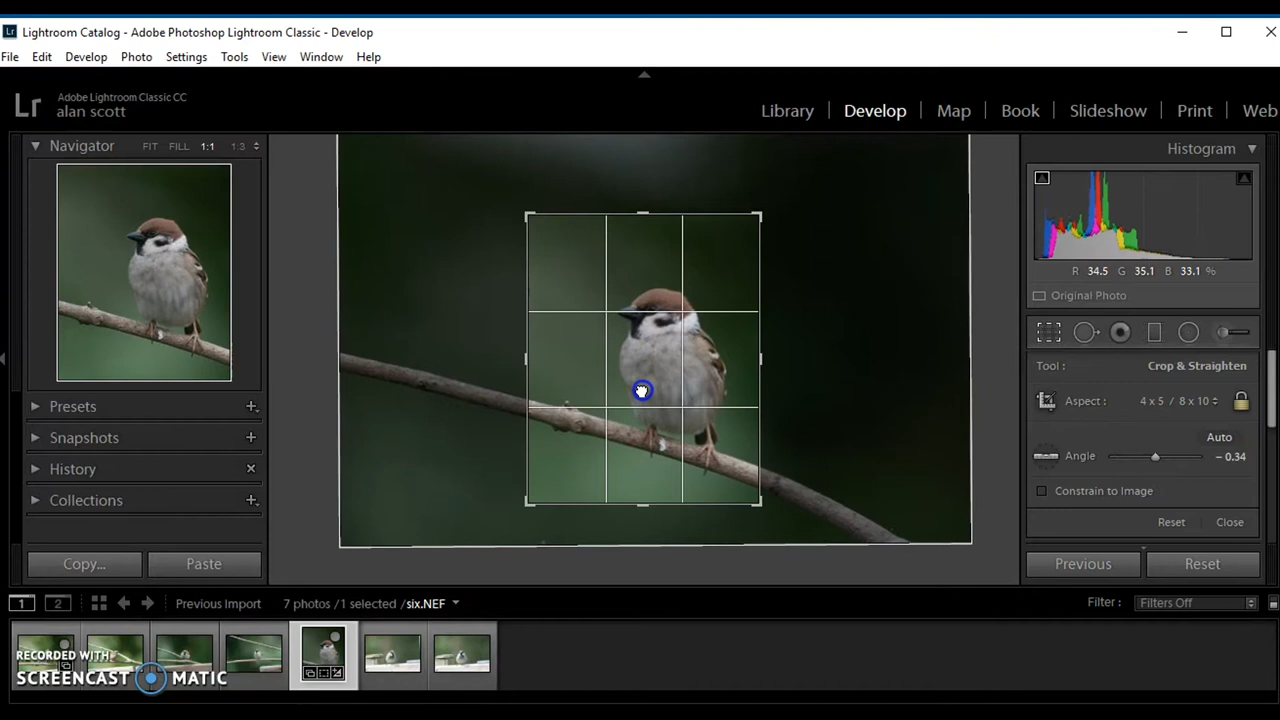 Lr Lightroom Catalog - Adobe Photoshop Lightroom Classic - Develop
File Edit Develop Photo Settings Tools View Window Help
Lr Adobe Lightroom Classic CC
alan scott
Library | Develop | Map | Book | Slideshow | Print | Web
Navigator FIT FILL 1:1 1:3
Histogram
R 34.5 G 35.1 B 33.1 %
Original Photo
Tool : Crop & Straighten
Aspect : 4 x 5 / 8 x 10
Auto
Angle - 0.34
Constrain to Image
Reset Close
Previous Reset
Presets
Snapshots
History
Collections
Copy... Paste
1 2 Previous Import 7 photos /1 selected /six.NEF Filter : Filters Off
RECORDED WITH
SCREENCAST MATIC